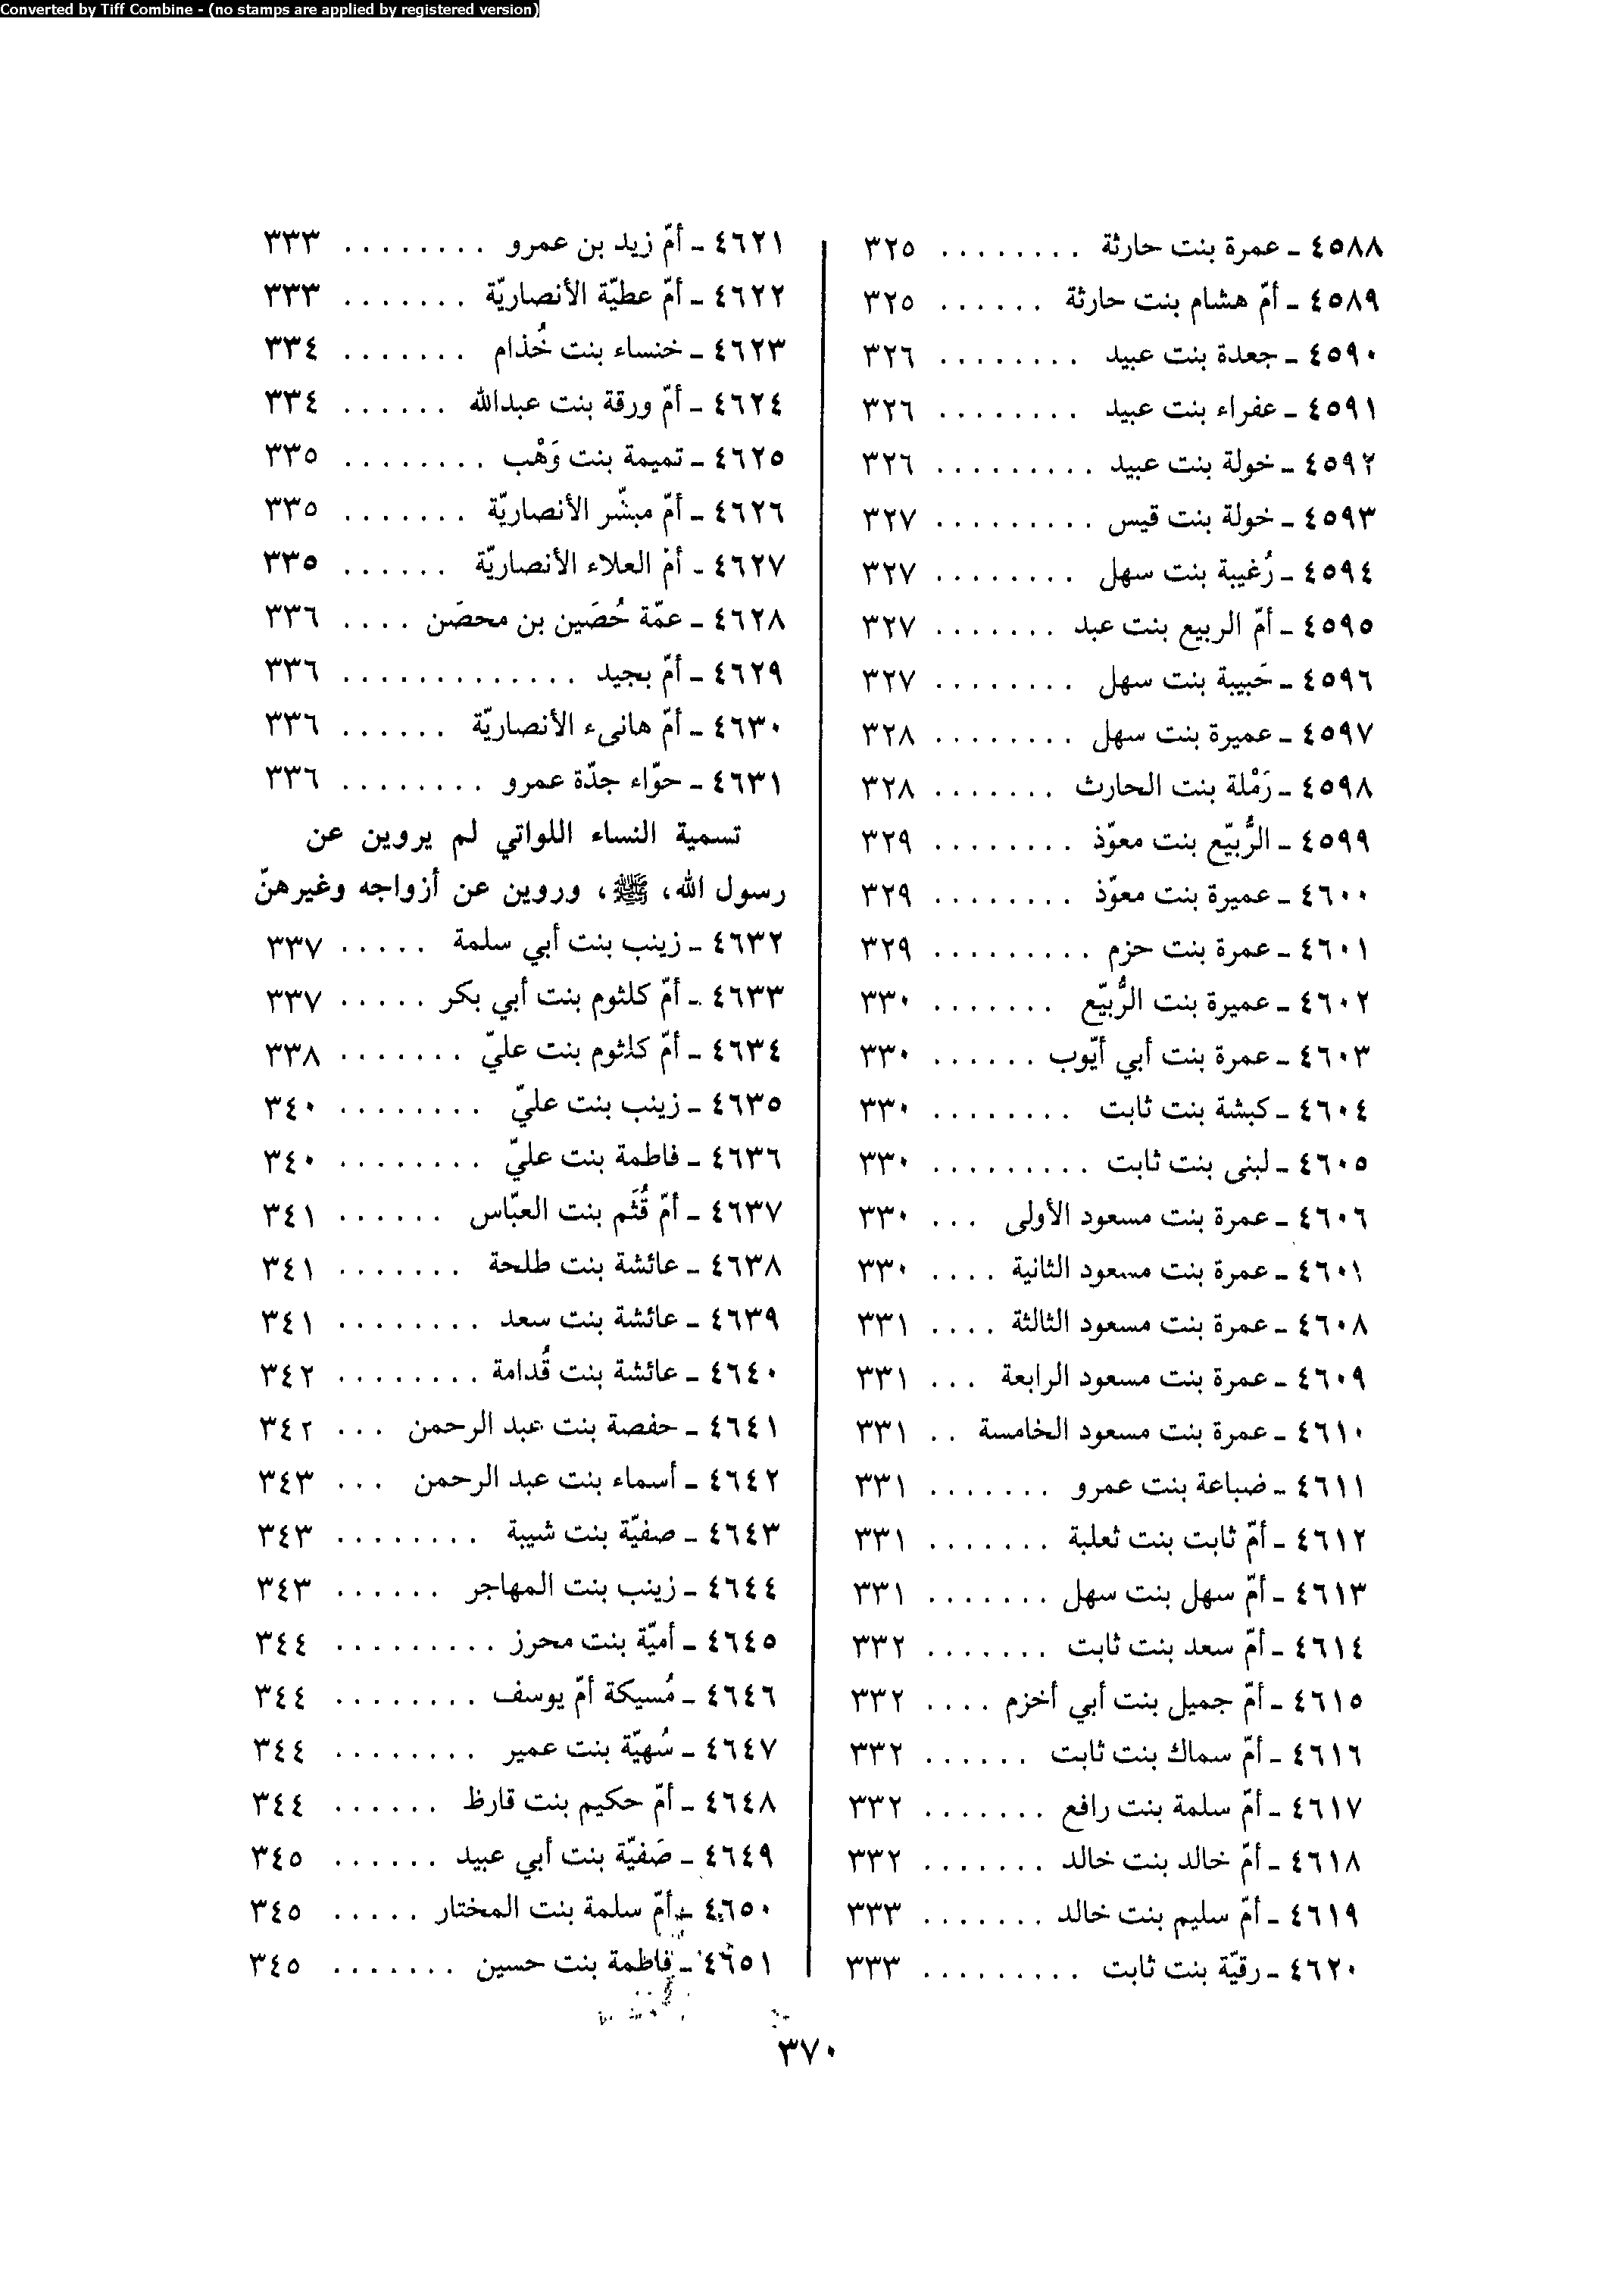 Converted by Tiff Combine - (no stamps are applied by registered version)
٤٥٨٨ ـ عمرة بنت حارثة . . . . . . . . ٣٢٥
٤٥٨٩ ـ أمّ هشام بنت حارثة . . . . . . ٣٢٥
٤٥٩٠ ـ جعدة بنت عبيد . . . . . . . . ٣٢٦
٤٥٩١ ـ عفراء بنت عبيد . . . . . . . . ٣٢٦
٤٥٩٢ ـ خولة بنت عبيد . . . . . . . . . ٣٢٦
٤٥٩٣ ـ خولة بنت قيس . . . . . . . . . ٣٢٧
٤٥٩٤ ـ رُغيبة بنت سهل . . . . . . . . ٣٢٧
٤٥٩٥ ـ أمّ الربيع بنت عبد . . . . . . . ٣٢٧
٤٥٩٦ ـ حَبيبة بنت سهل . . . . . . . . ٣٢٧
٤٥٩٧ ـ عميرة بنت سهل . . . . . . . . ٣٢٨
٤٥٩٨ ـ رَمْلة بنت الحارث . . . . . . . ٣٢٨
٤٥٩٩ ـ الرُّبيّع بنت معوّذ . . . . . . . . ٣٢٩
٤٦٠٠ ـ عميرة بنت معوّذ . . . . . . . . ٣٢٩
٤٦٠١ ـ عمرة بنت حزم . . . . . . . . . ٣٢٩
٤٦٠٢ ـ عميرة بنت الرُّبيّع . . . . . . . ٣٣٠
٤٦٠٣ ـ عمرة بنت أبي أيّوب . . . . . . ٣٣٠
٤٦٠٤ ـ كبشة بنت ثابت . . . . . . . . ٣٣٠
٤٦٠٥ ـ لبنى بنت ثابت . . . . . . . . . ٣٣٠
٤٦٠٦ ـ عمرة بنت مسعود الأولى . . . ٣٣٠
٤٦٠١ ـ عمرة بنت مسعود الثانية . . . . ٣٣٠
٤٦٠٨ ـ عمرة بنت مسعود الثالثة . . . . ٣٣١
٤٦٠٩ ـ عمرة بنت مسعود الرابعة . . . ٣٣١
٤٦١٠ ـ عمرة بنت مسعود الخامسة . . ٣٣١
٤٦١١ ـ ضباعة بنت عمرو . . . . . . . ٣٣١
٤٦١٢ ـ أمّ ثابت بنت ثعلبة . . . . . . . ٣٣١
٤٦١٣ ـ أمّ سهل بنت سهل . . . . . . . ٣٣١
٤٦١٤ ـ أمّ سعد بنت ثابت . . . . . . . ٣٣٢
٤٦١٥ ـ أمّ جميل بنت أبي أخزم . . . . ٣٣٢
٤٦١٦ ـ أمّ سماك بنت ثابت . . . . . . ٣٣٢
٤٦١٧ ـ أمّ سلمة بنت رافع . . . . . . . ٣٣٢
٤٦١٨ ـ أمّ خالد بنت خالد . . . . . . . ٣٣٢
٤٦١٩ ـ أمّ سليم بنت خالد . . . . . . . ٣٣٣
٤٦٢٠ ـ رقيّة بنت ثابت . . . . . . . . . ٣٣٣
٤٦٢١ ـ أمّ زيد بن عمرو . . . . . . . . ٣٣٣
٤٦٢٢ ـ أمّ عطيّة الأنصاريّة . . . . . . . ٣٣٣
٤٦٢٣ ـ خنساء بنت خُذام . . . . . . . ٣٣٤
٤٦٢٤ ـ أمّ ورقة بنت عبدالله . . . . . . ٣٣٤
٤٦٢٥ ـ تميمة بنت وَهْب . . . . . . . . ٣٣٥
٤٦٢٦ ـ أمّ مبشّر الأنصاريّة . . . . . . . ٣٣٥
٤٦٢٧ ـ أمّ العلاء الأنصاريّة . . . . . . ٣٣٥
٤٦٢٨ ـ عمّة حُصَين بن محصَن . . . . ٣٣٦
٤٦٢٩ ـ أمّ بجيد . . . . . . . . . . . . ٣٣٦
٤٦٣٠ ـ أمّ هانىء الأنصاريّة . . . . . . ٣٣٦
٤٦٣١ ـ حوّاء جدّة عمرو . . . . . . . . ٣٣٦
تسمية النساء اللواتي لم يروين عن
رسول الله، ﷺ، وروين عن أزواجه وغيرهنّ
٤٦٣٢ ـ زينب بنت أبي سلمة . . . . . ٣٣٧
٤٦٣٣ ـ أمّ كلثوم بنت أبي بكر . . . . . ٣٣٧
٤٦٣٤ ـ أمّ كلثوم بنت عليّ . . . . . . . ٣٣٨
٤٦٣٥ ـ زينب بنت عليّ . . . . . . . . ٣٤٠
٤٦٣٦ ـ فاطمة بنت عليّ . . . . . . . . ٣٤٠
٤٦٣٧ ـ أمّ قُثَم بنت العبّاس . . . . . . ٣٤١
٤٦٣٨ ـ عائشة بنت طلحة . . . . . . . ٣٤١
٤٦٣٩ ـ عائشة بنت سعد . . . . . . . . ٣٤١
٤٦٤٠ ـ عائشة بنت قُدامة . . . . . . . . ٣٤٢
٤٦٤١ ـ حفصة بنت عبد الرحمن . . . ٣٤٢
٤٦٤٢ ـ أسماء بنت عبد الرحمن . . . ٣٤٣
٤٦٤٣ ـ صفيّة بنت شيبة . . . . . . . . ٣٤٣
٤٦٤٤ ـ زينب بنت المهاجر . . . . . . ٣٤٣
٤٦٤٥ ـ أميّة بنت محرز . . . . . . . . . ٣٤٤
٤٦٤٦ ـ مُسيكة أمّ يوسف . . . . . . . . ٣٤٤
٤٦٤٧ ـ سُهيّة بنت عمير . . . . . . . . ٣٤٤
٤٦٤٨ ـ أمّ حكيم بنت قارظ . . . . . . ٣٤٤
٤٦٤٩ ـ صَفيّة بنت أبي عبيد . . . . . . ٣٤٥
٤٦٥٠ ـ أمّ سلمة بنت المختار . . . . . ٣٤٥
٤٦٥١ ـ فاطمة بنت حسين . . . . . . . ٣٤٥
٣٧٠